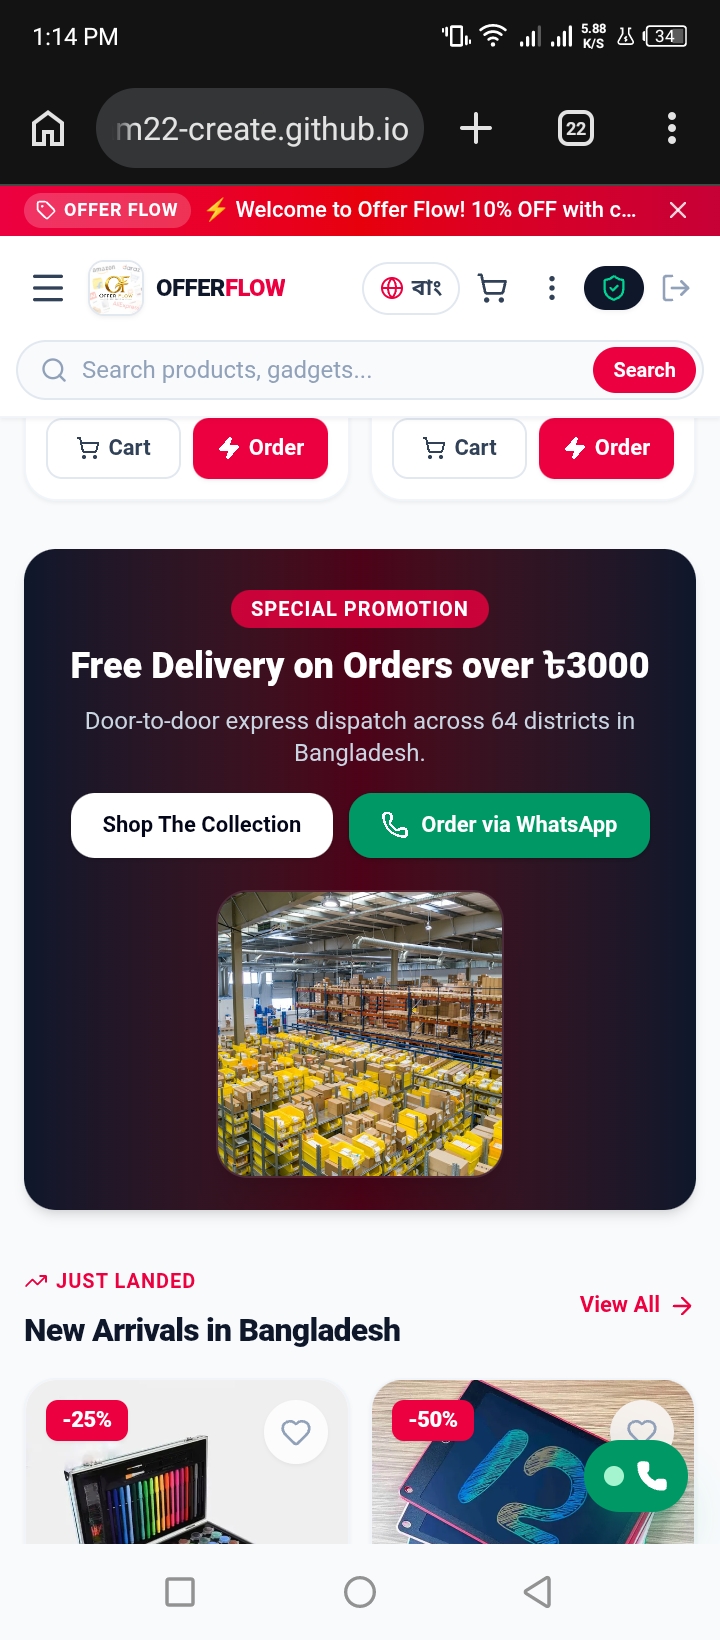 1:14 PM
5.88
K/S
34
m22-create.github.io
22
OFFER FLOW
⚡ Welcome to Offer Flow! 10% OFF with c...
OFFERFLOW
বাং
Search products, gadgets...
Search
Cart
Order
Cart
Order
SPECIAL PROMOTION
Free Delivery on Orders over ৳3000
Door-to-door express dispatch across 64 districts in
Bangladesh.
Shop The Collection
Order via WhatsApp
JUST LANDED
View All
New Arrivals in Bangladesh
-25%
-50%
12